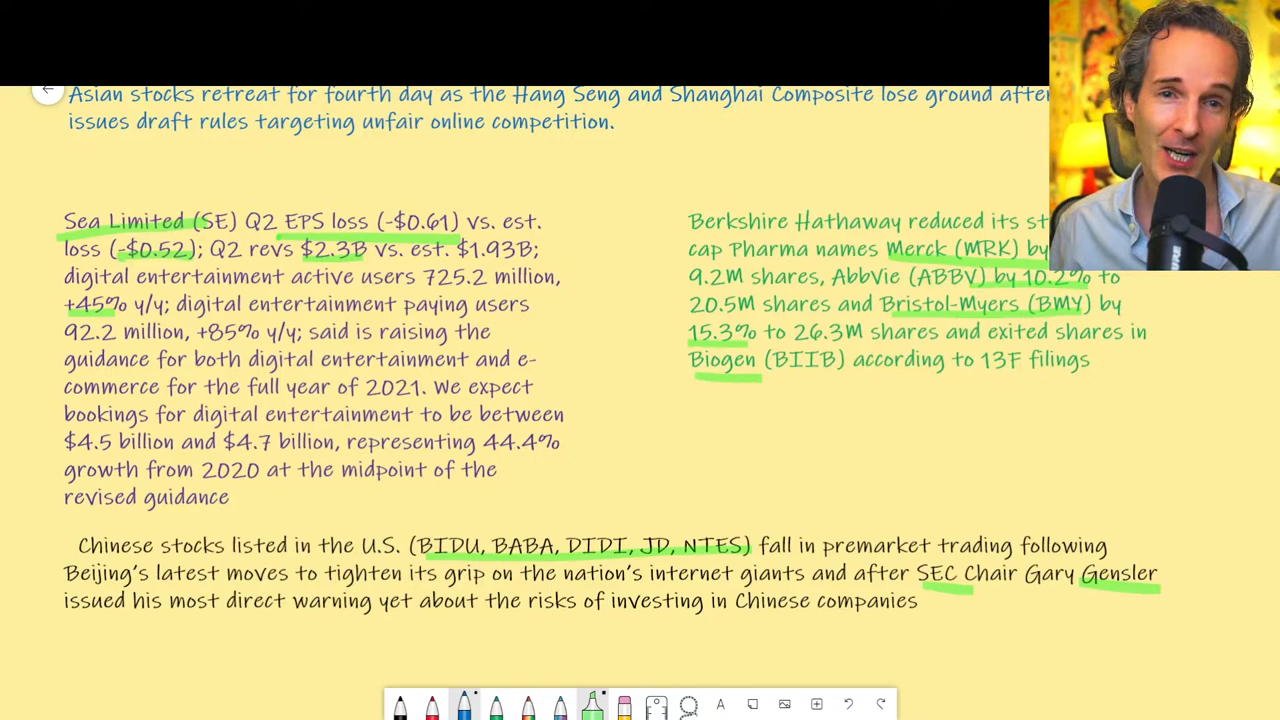 Asian stocks retreat for fourth day as the Hang Seng and Shanghai Composite lose ground after
issues draft rules targeting unfair online competition.
Sea Limited (SE) Q2 EPS loss (-$0.61) vs. est.
loss (-$0.52); Q2 revs $2.3B vs. est. $1.93B;
digital entertainment active users 725.2 million,
+45% y/y; digital entertainment paying users
92.2 million, +85% y/y; said is raising the
guidance for both digital entertainment and e-
commerce for the full year of 2021. We expect
bookings for digital entertainment to be between
$4.5 billion and $4.7 billion, representing 44.4%
growth from 2020 at the midpoint of the
revised guidance
Berkshire Hathaway reduced its
cap Pharma names Merck (MRK) by
9.2M shares, AbbVie (ABBV) by 10.2% to
20.5M shares and Bristol-Myers (BMY) by
15.3% to 26.3M shares and exited shares in
Biogen (BIIB) according to 13F filings
Chinese stocks listed in the U.S. (BIDU, BABA, DIDI, JD, NTES) fall in premarket trading following
Beijing's latest moves to tighten its grip on the nation's internet giants and after SEC Chair Gary Gensler
issued his most direct warning yet about the risks of investing in Chinese companies
A